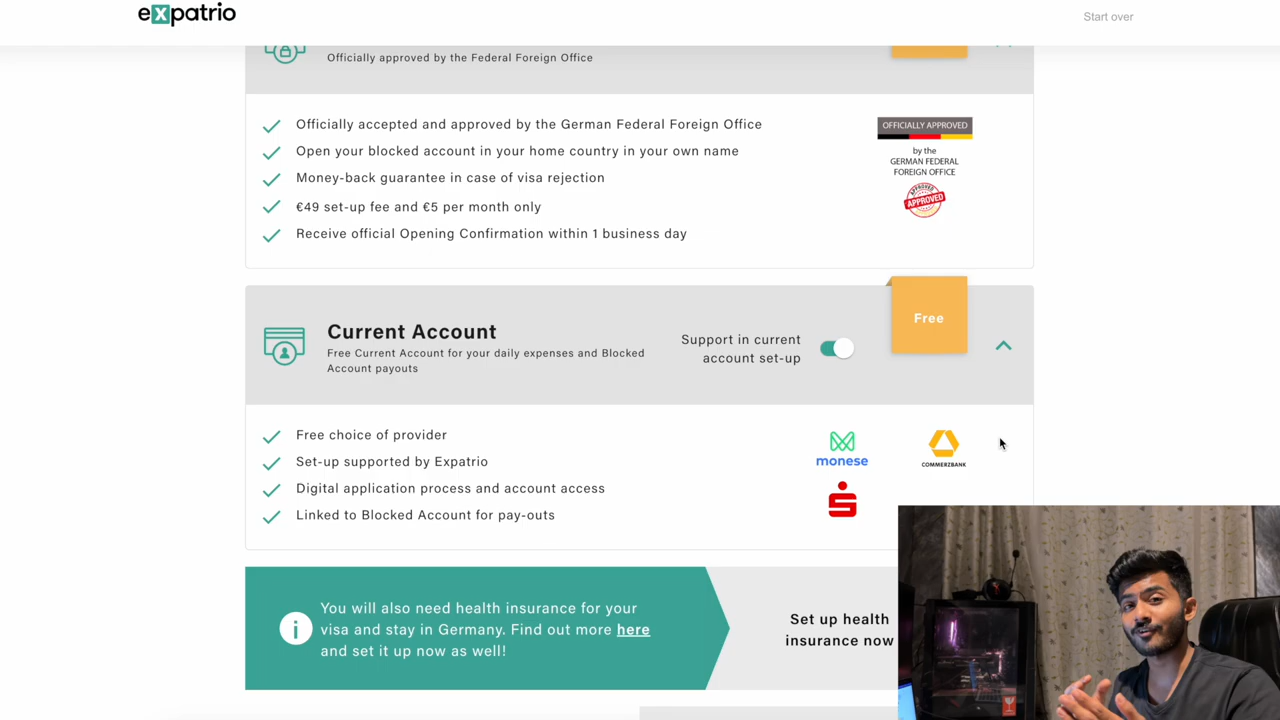 expatrio
Start over
Officially approved by the Federal Foreign Office
Officially accepted and approved by the German Federal Foreign Office
Open your blocked account in your home country in your own name
Money-back guarantee in case of visa rejection
€49 set-up fee and €5 per month only
Receive official Opening Confirmation within 1 business day
OFFICIALLY APPROVED
by the
GERMAN FEDERAL
FOREIGN OFFICE
APPROVED
Current Account
Free Current Account for your daily expenses and Blocked
Account payouts
Support in current
account set-up
Free
Free choice of provider
Set-up supported by Expatrio
Digital application process and account access
Linked to Blocked Account for pay-outs
monese
COMMERZBANK
You will also need health insurance for your
visa and stay in Germany. Find out more here
and set it up now as well!
Set up health
insurance now